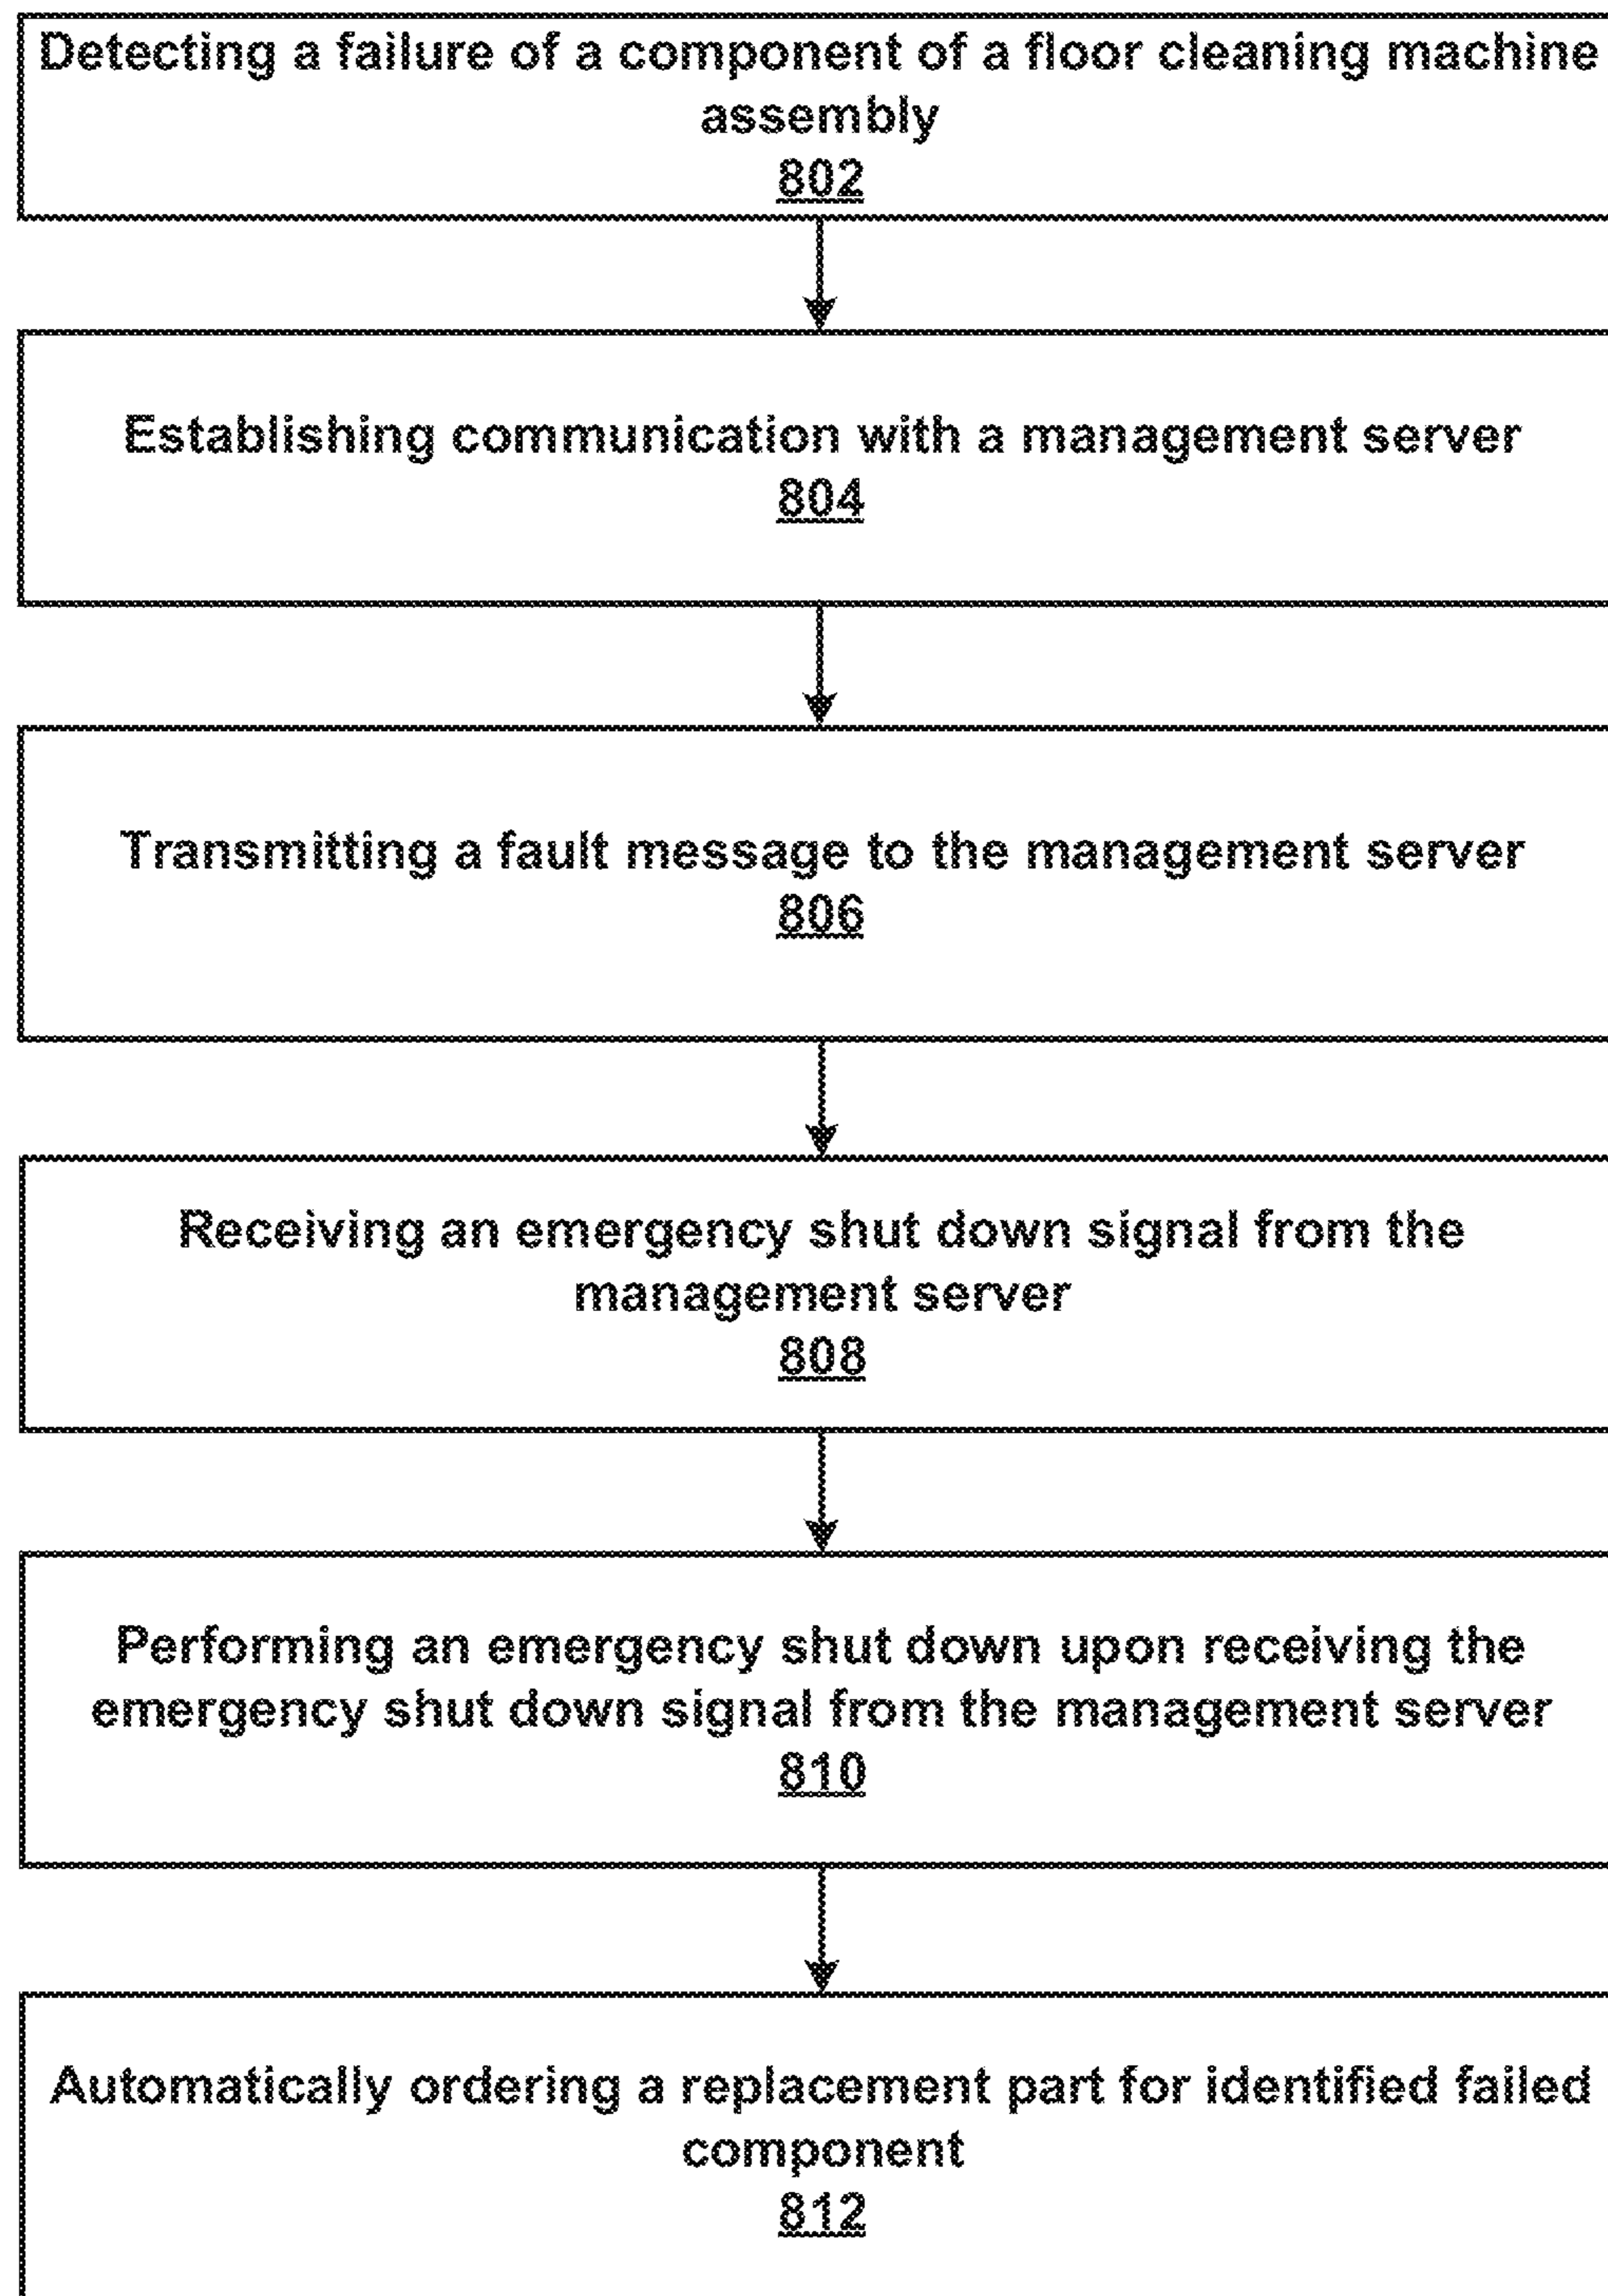 Detecting a failure of a component of a floor cleaning machine
assembly
802
Establishing communication with a management server
804
Transmitting a fault message to the management server
806
Receiving an emergency shut down signal from the
management server
808
Performing an emergency shut down upon receiving the
emergency shut down signal from the management server
810
Automatically ordering a replacement part for identified failed
component
812